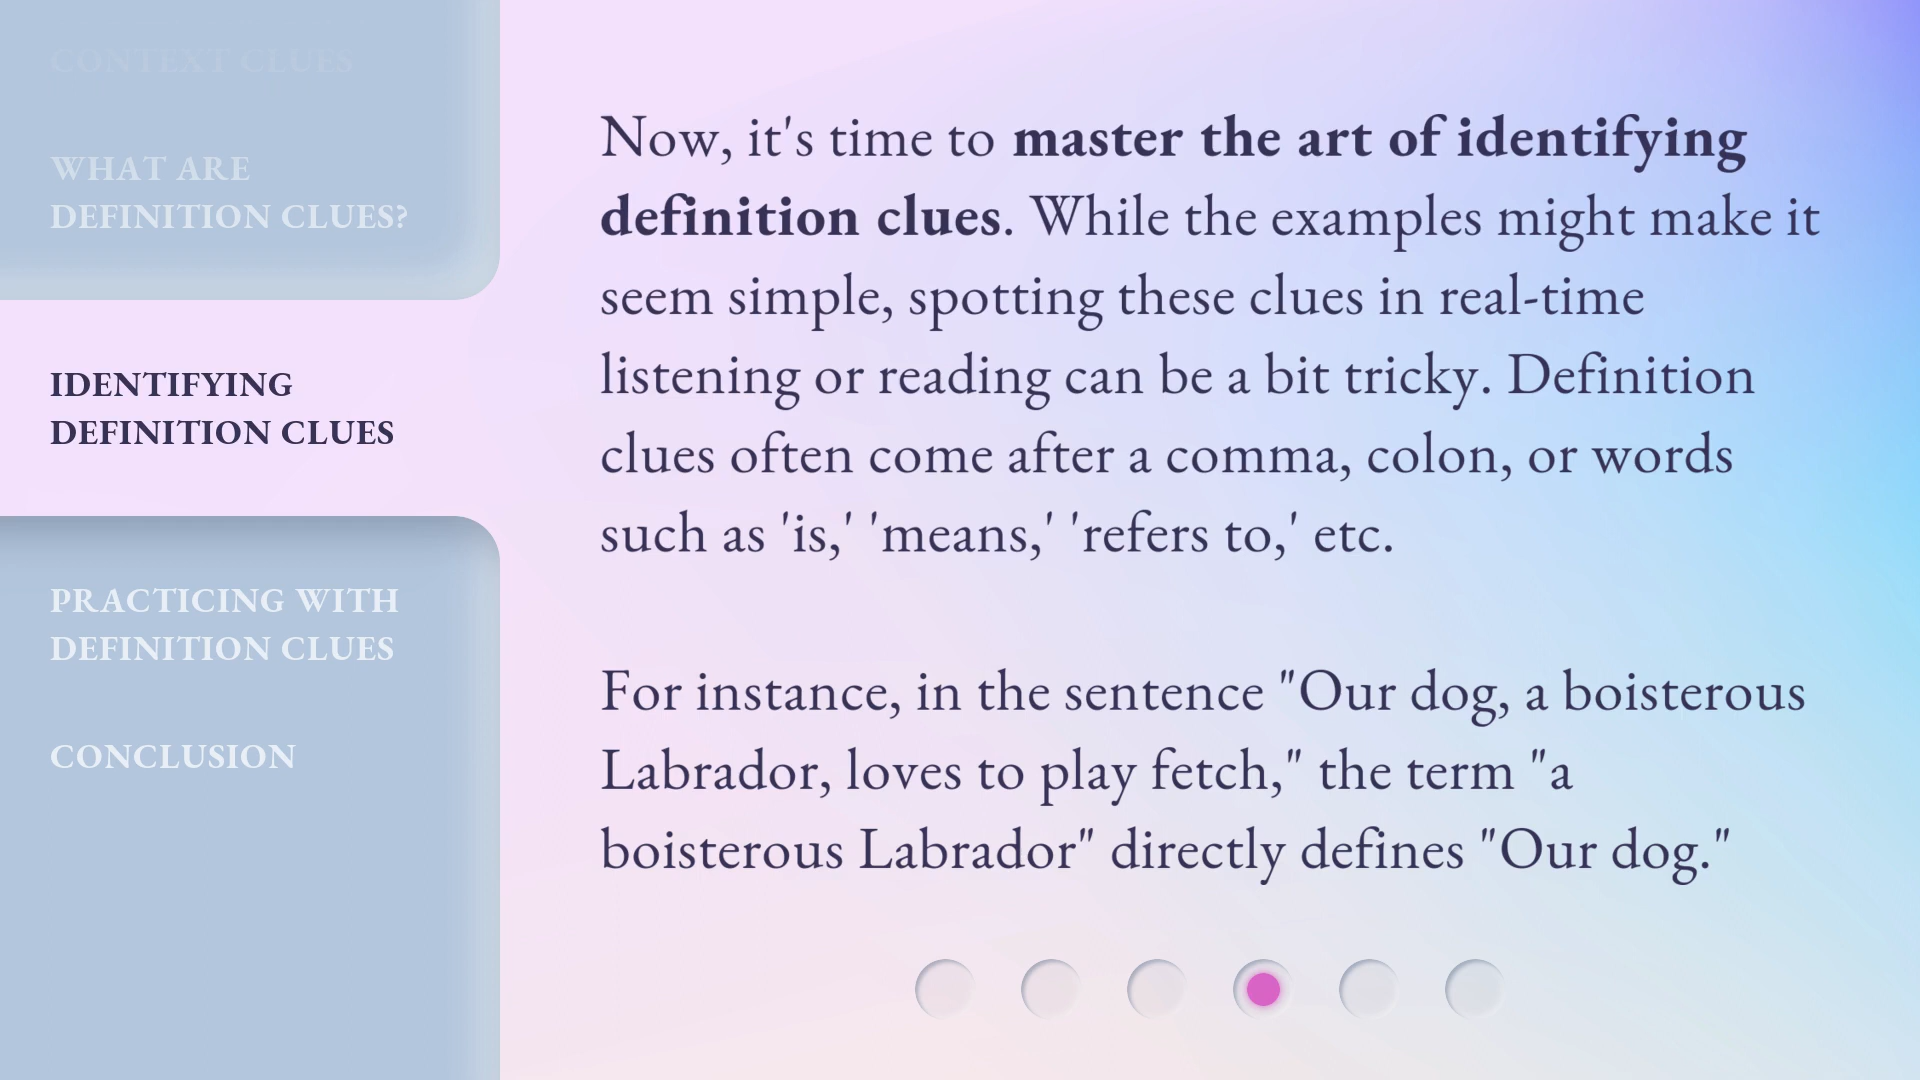 CONTEXT CLUES
WHAT ARE
DEFINITION CLUES?
IDENTIFYING
DEFINITION CLUES
PRACTICING WITH
DEFINITION CLUES
CONCLUSION
Now, it's time to master the art of identifying
definition clues. While the examples might make it
seem simple, spotting these clues in real-time
listening or reading can be a bit tricky. Definition
clues often come after a comma, colon, or words
such as 'is,' 'means,' 'refers to,' etc.
For instance, in the sentence "Our dog, a boisterous
Labrador, loves to play fetch," the term "a
boisterous Labrador" directly defines "Our dog."